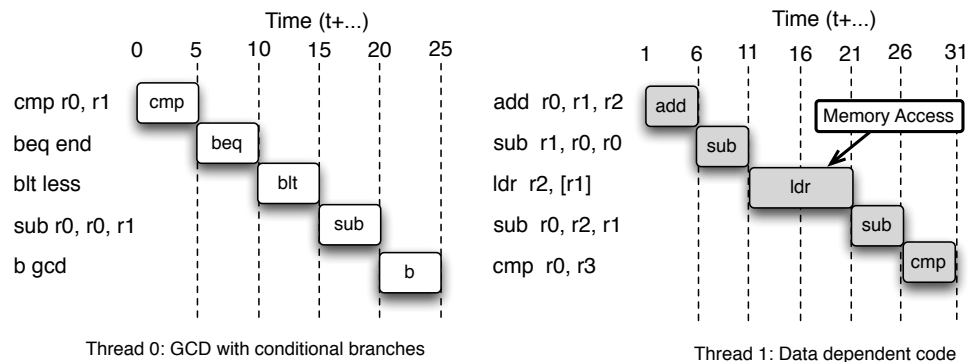 Time (t+...)
0 5 10 15 20 25
cmp r0, r1
cmp
beq end
beq
blt less
blt
sub r0, r0, r1
sub
b gcd
b
Thread 0: GCD with conditional branches
Time (t+...)
1 6 11 16 21 26 31
add r0, r1, r2
add
Memory Access
sub r1, r0, r0
sub
ldr r2, [r1]
ldr
sub r0, r2, r1
sub
cmp r0, r3
cmp
Thread 1: Data dependent code